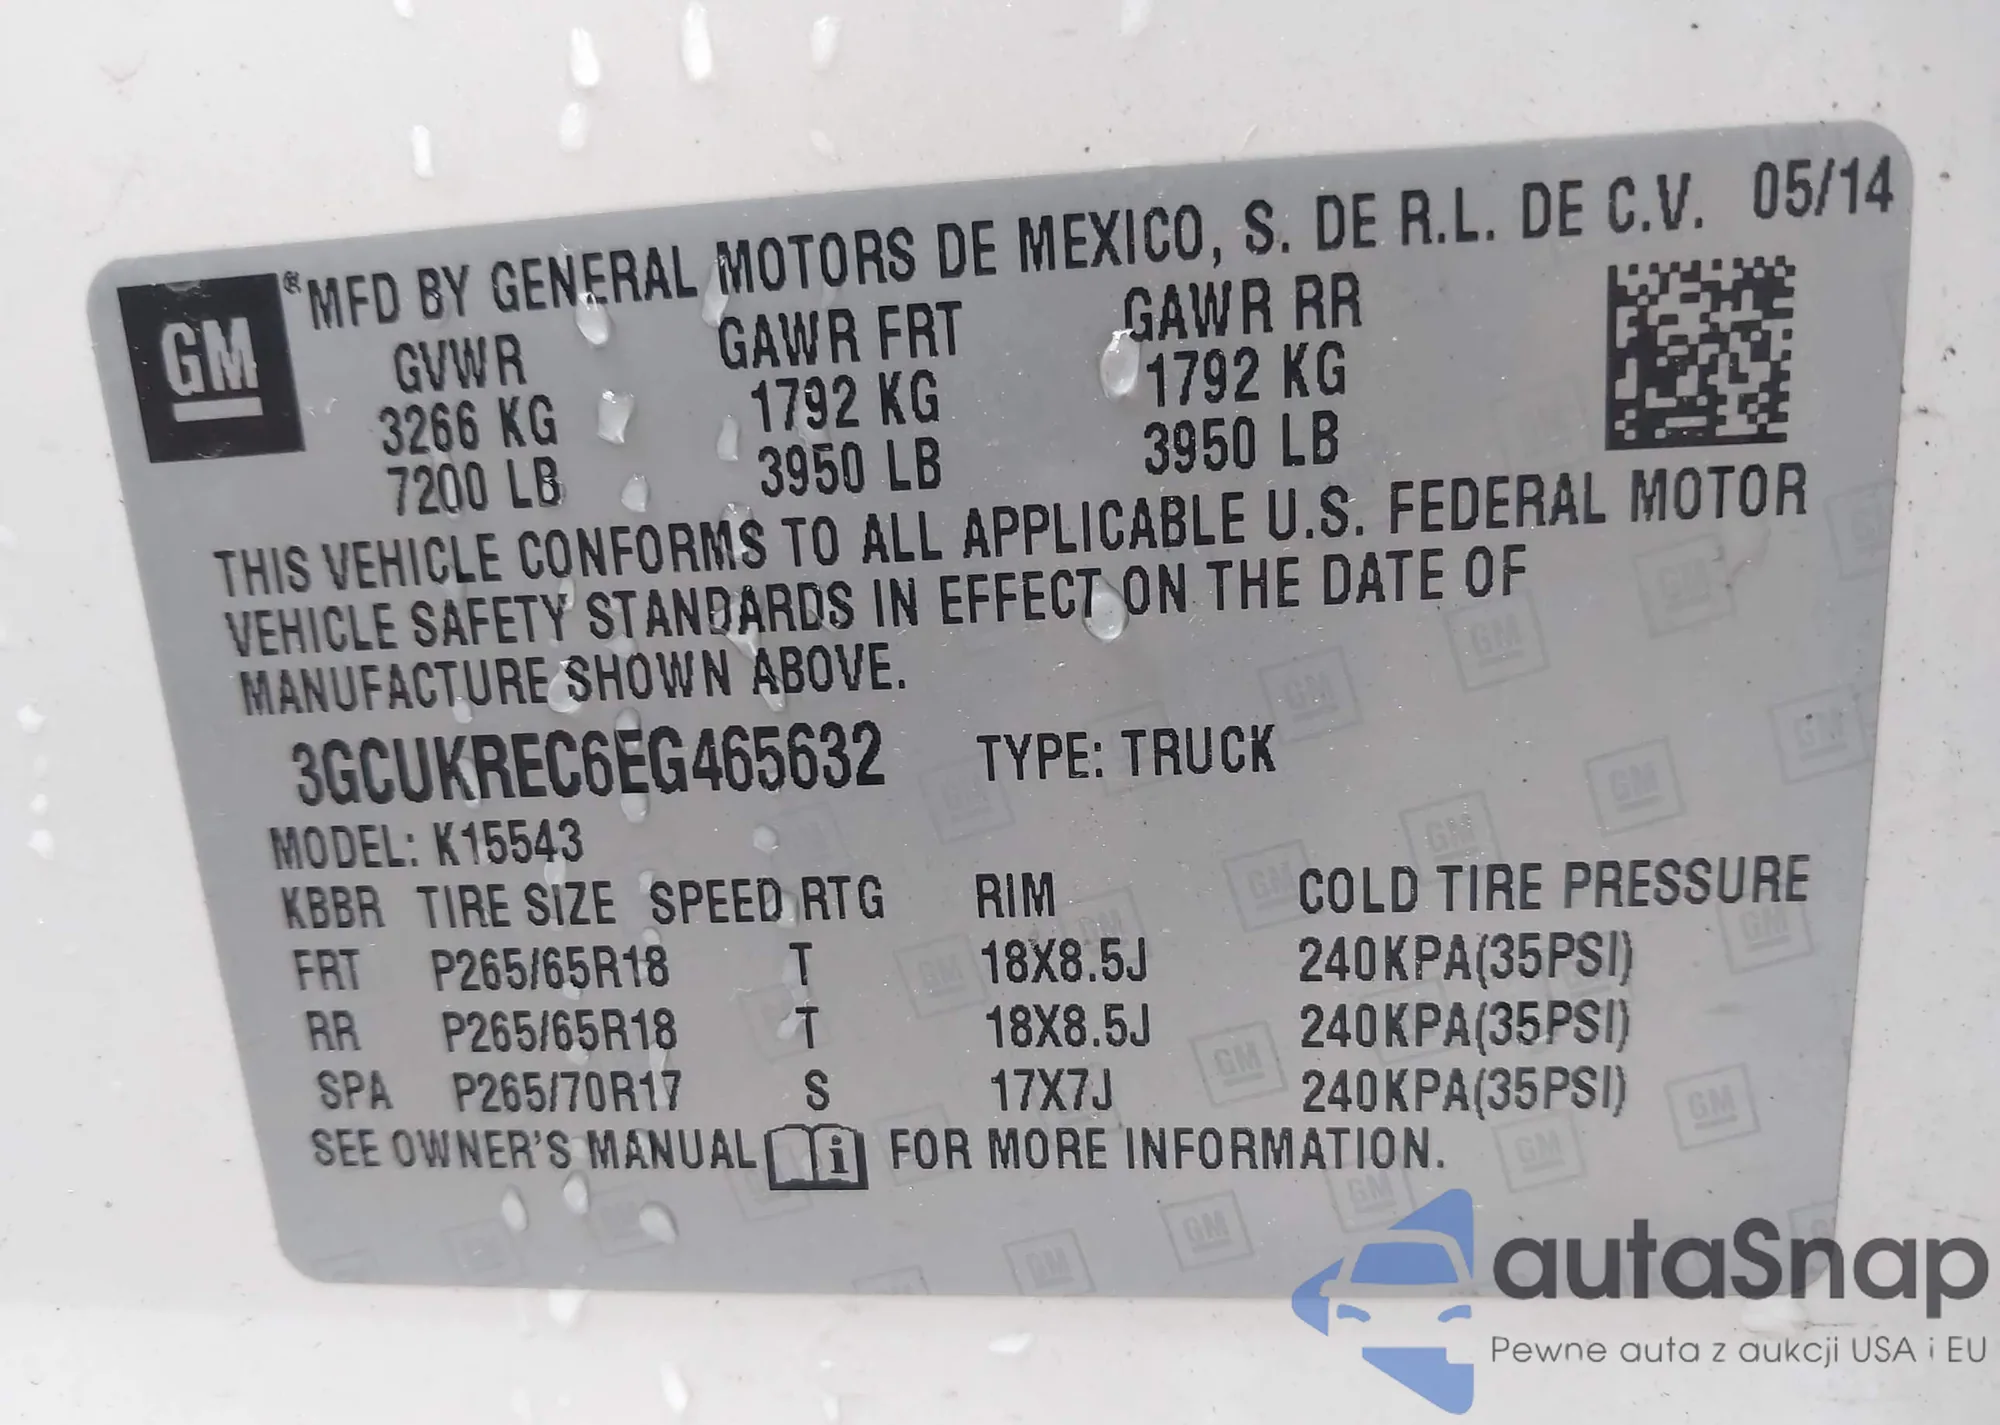 GM
® MFD BY GENERAL MOTORS DE MEXICO, S. DE R.L. DE C.V. 05/14
GVWR GAWR FRT GAWR RR
3266 KG 1792 KG 1792 KG
7200 LB 3950 LB 3950 LB
THIS VEHICLE CONFORMS TO ALL APPLICABLE U.S. FEDERAL MOTOR
VEHICLE SAFETY STANDARDS IN EFFECT ON THE DATE OF
MANUFACTURE SHOWN ABOVE.
3GCUKREC6EG465632 TYPE: TRUCK
MODEL: K15543
KBBR TIRE SIZE SPEED RTG RIM COLD TIRE PRESSURE
FRT P265/65R18 T 18X8.5J 240KPA(35PSI)
RR P265/65R18 T 18X8.5J 240KPA(35PSI)
SPA P265/70R17 S 17X7J 240KPA(35PSI)
SEE OWNER'S MANUAL i FOR MORE INFORMATION.
autaSnap
Pewne auta z aukcji USA i EU